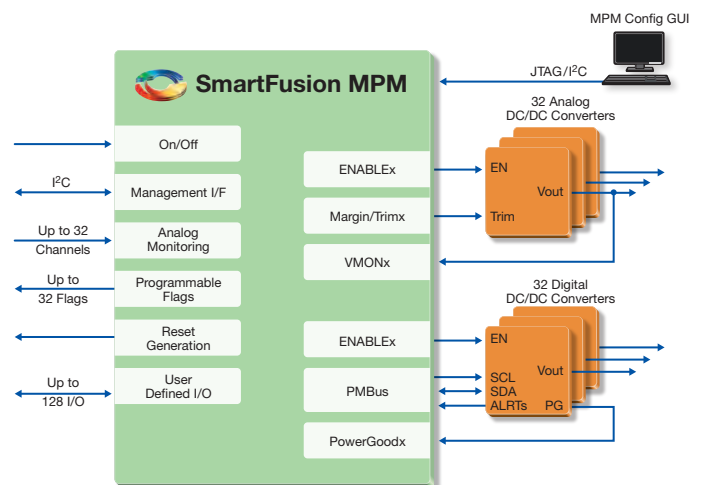 MPM Config GUI
SmartFusion MPM
JTAG/I²C
32 Analog
DC/DC Converters
On/Off
ENABLEx
EN
I²C
Management I/F
Vout
Margin/Trimx
Trim
Up to 32
Channels
Analog
Monitoring
VMONx
Up to
32 Flags
Programmable
Flags
32 Digital
DC/DC Converters
Reset
Generation
ENABLEx
EN
Up to
128 I/O
User
Defined I/O
PMBus
Vout
SCL
SDA
ALRTs
PG
PowerGoodx